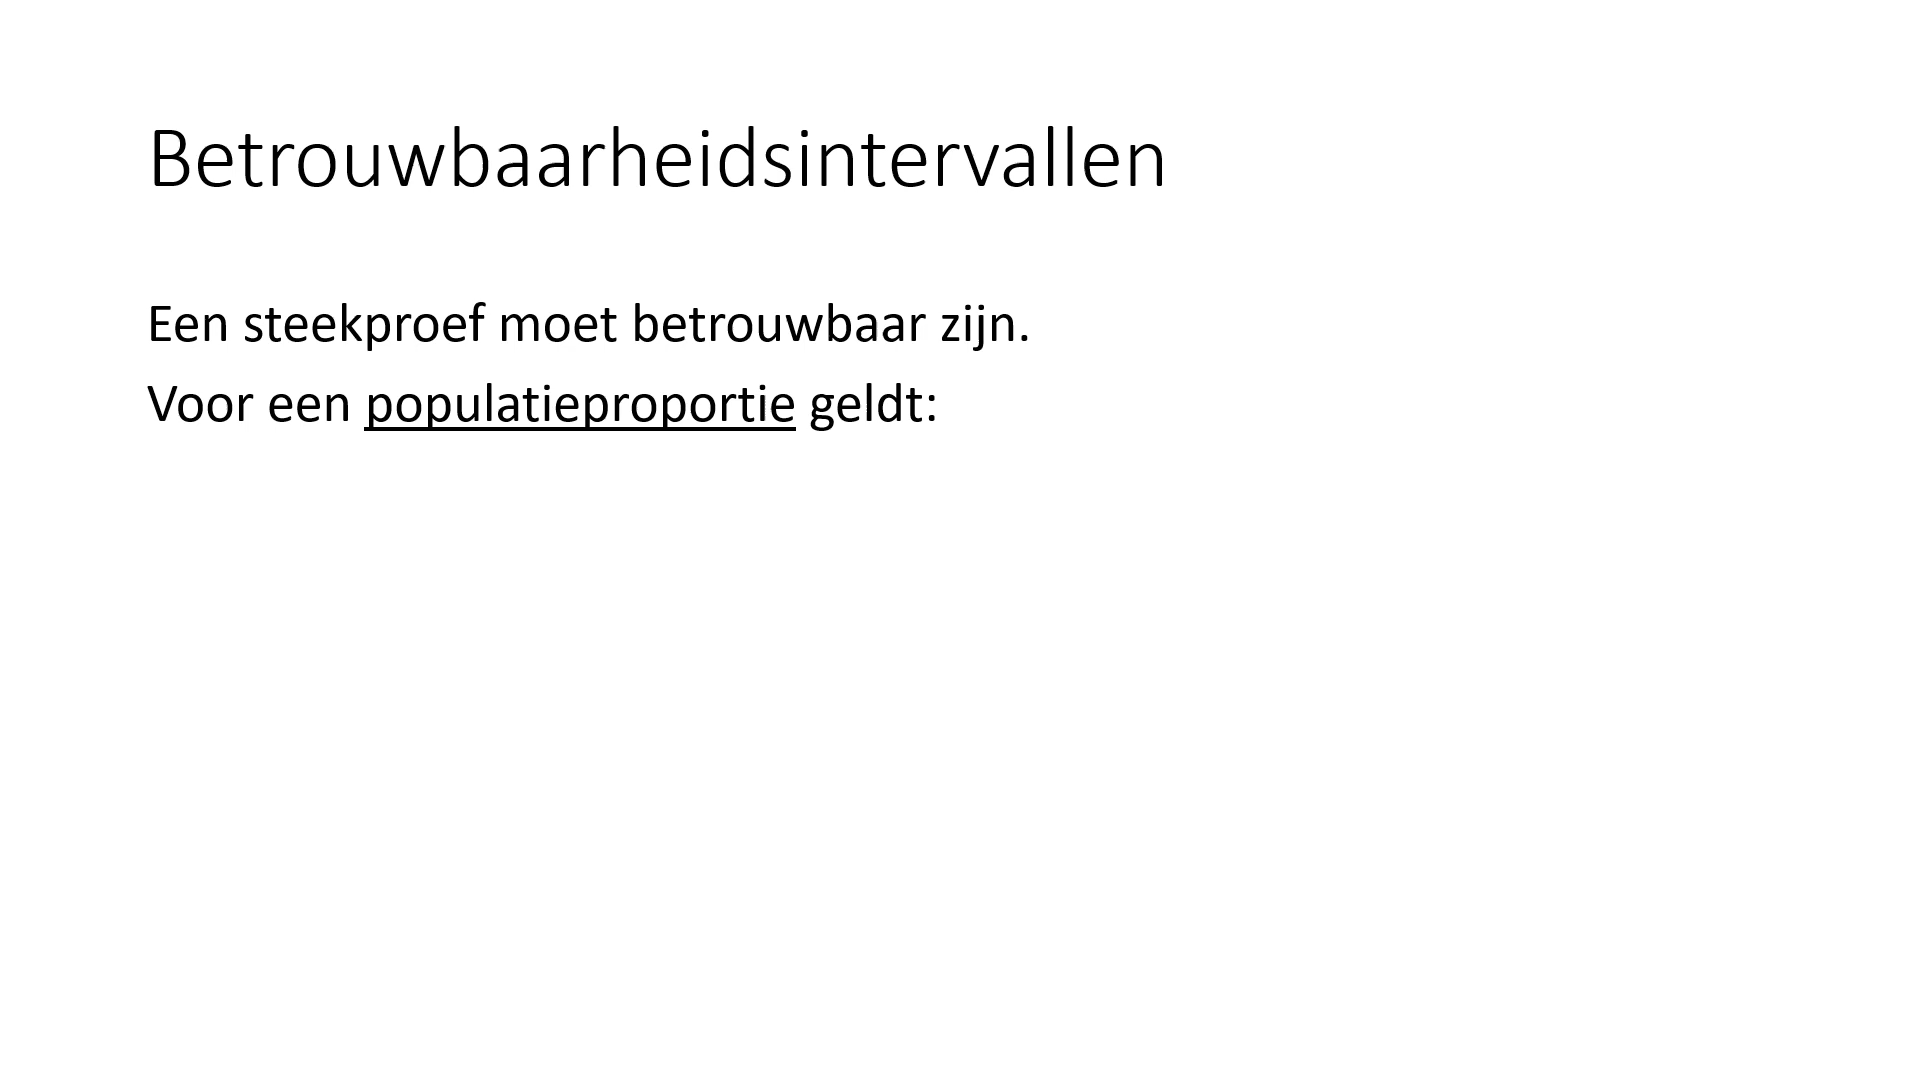 Betrouwbaarheidsintervallen
Een steekproef moet betrouwbaar zijn.
Voor een populatieproportie geldt: